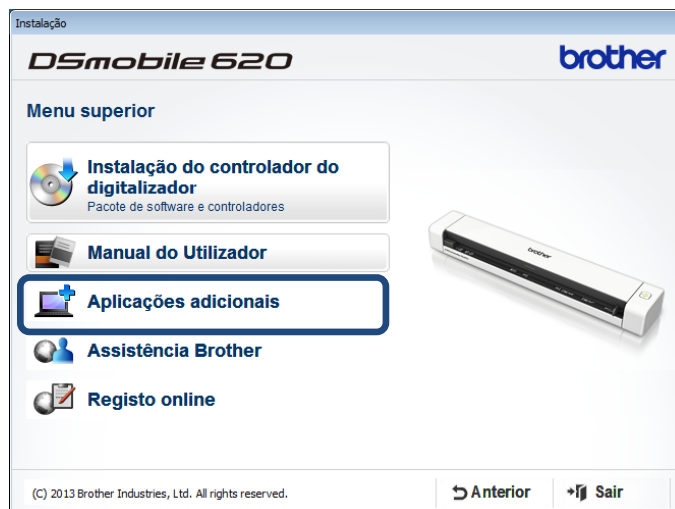 Instalação
DSmobile 620
brother
Menu superior
Instalação do controlador do
digitalizador
Pacote de software e controladores
Manual do Utilizador
brother
Aplicações adicionais
Assistência Brother
Registo online
(C) 2013 Brother Industries, Ltd. All rights reserved.
Anterior
Sair